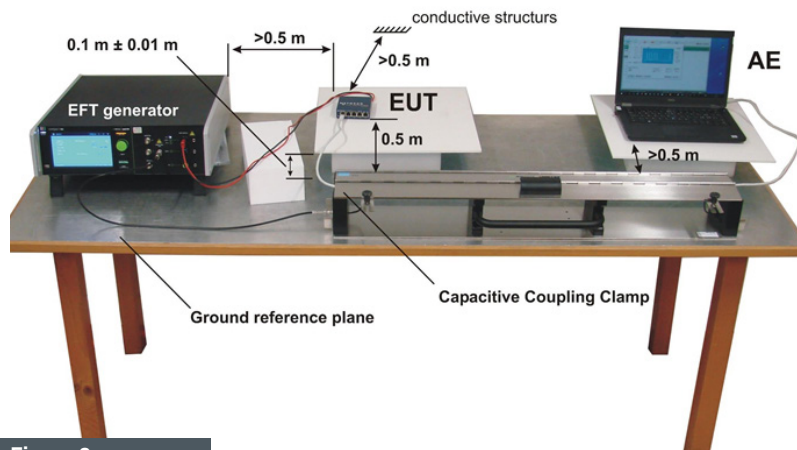 conductive structurs
>0.5 m
0.1 m ± 0.01 m
>0.5 m
AE
EFT generator
EUT
0.5 m
>0.5 m
Capacitive Coupling Clamp
Ground reference plane